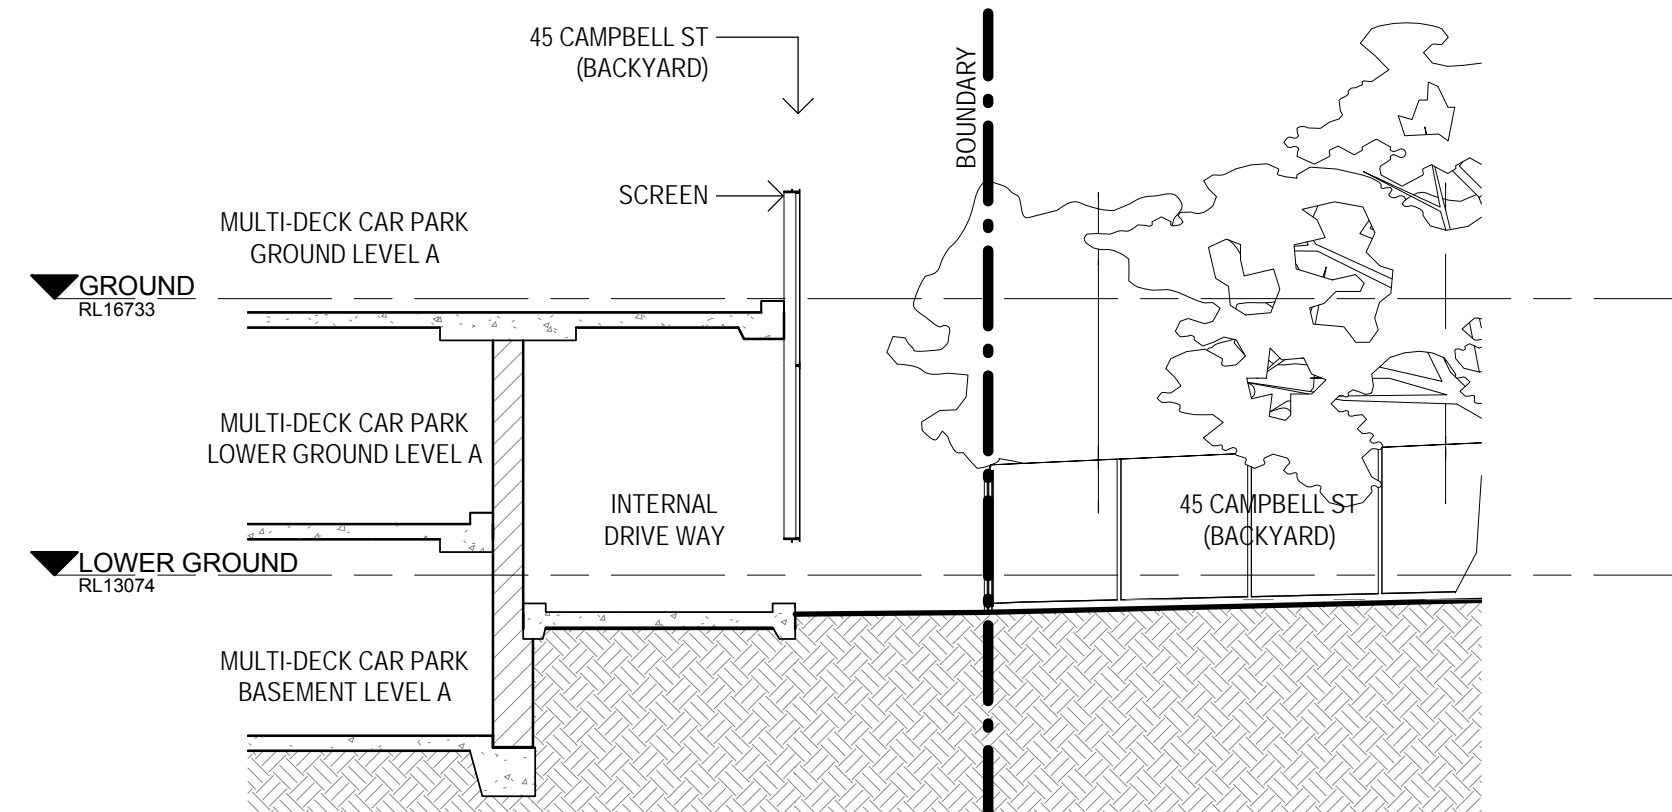 45 CAMPBELL ST
(BACKYARD)
BOUNDARY
SCREEN
MULTI-DECK CAR PARK
GROUND LEVEL A
GROUND
RL16733
MULTI-DECK CAR PARK
LOWER GROUND LEVEL A
INTERNAL
DRIVE WAY
45 CAMPBELL ST
(BACKYARD)
LOWER GROUND
RL13074
MULTI-DECK CAR PARK
BASEMENT LEVEL A